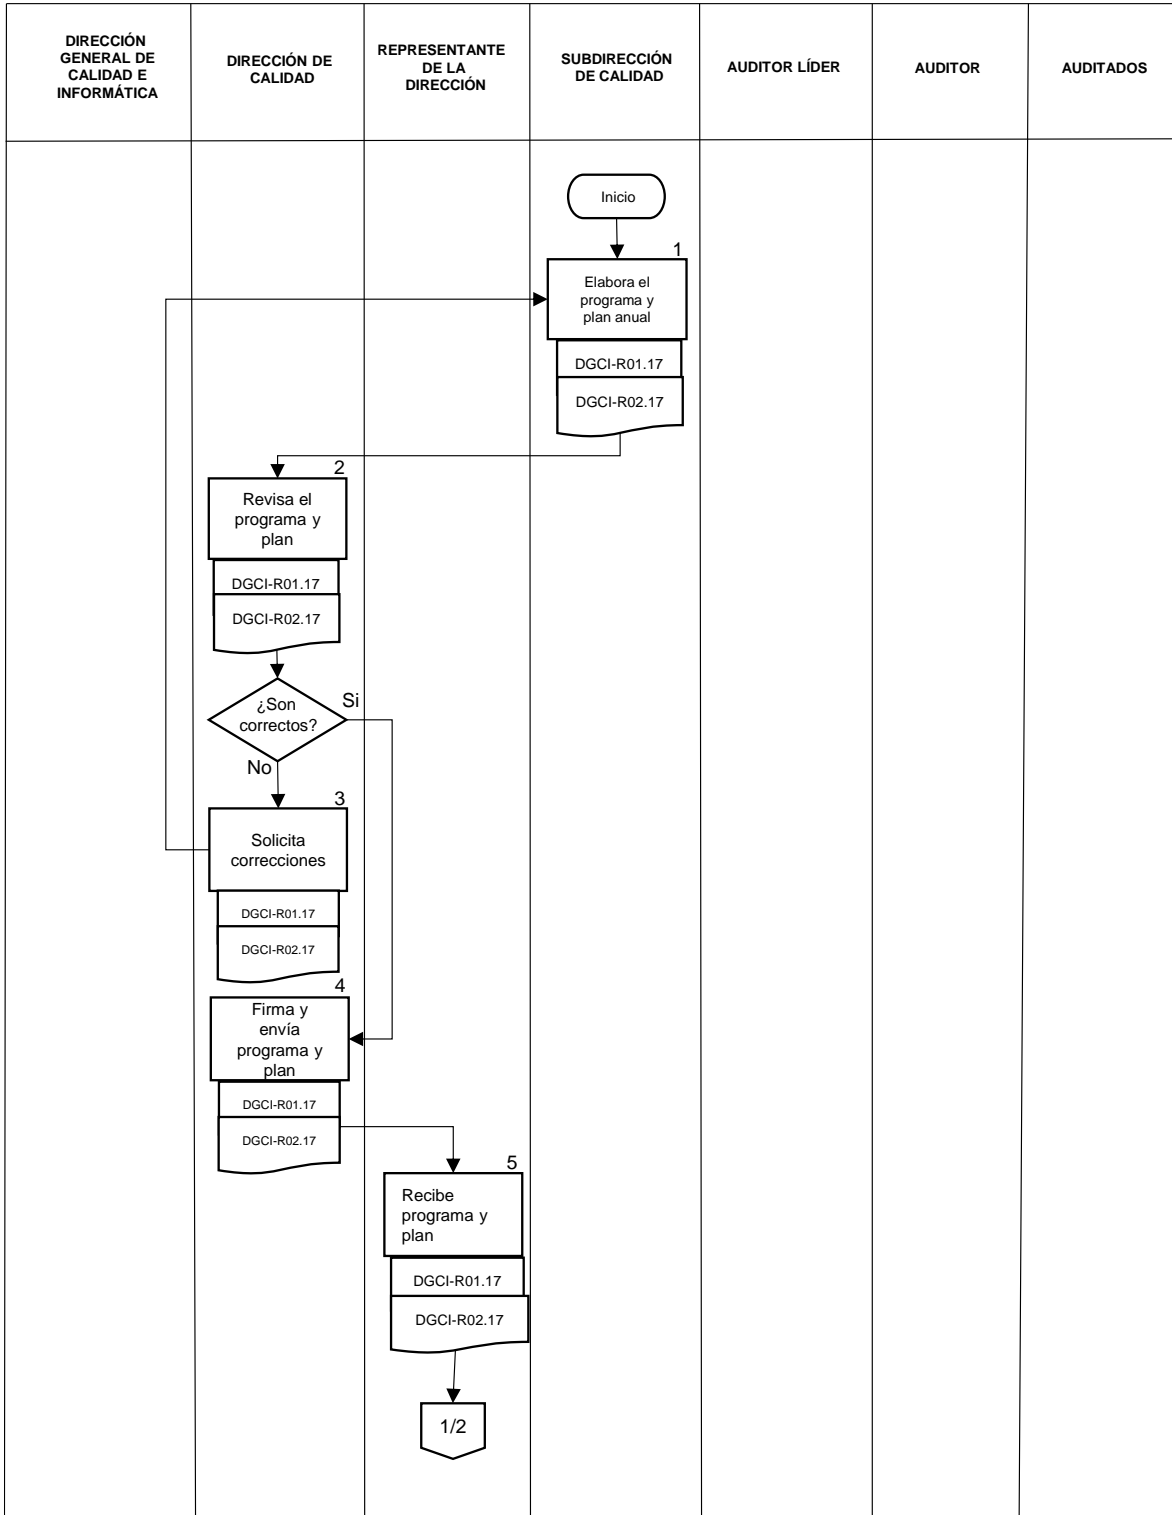 DIRECCIÓN
GENERAL DE
CALIDAD E
INFORMÁTICA
DIRECCIÓN DE
CALIDAD
REPRESENTANTE
DE LA
DIRECCIÓN
SUBDIRECCIÓN
DE CALIDAD
AUDITOR LÍDER
AUDITOR
AUDITADOS
Inicio
1
Elabora el
programa y
plan anual
DGCI-R01.17
DGCI-R02.17
2
Revisa el
programa y
plan
DGCI-R01.17
DGCI-R02.17
¿Son
correctos?
Si
No
3
Solicita
correcciones
DGCI-R01.17
DGCI-R02.17
4
Firma y
envía
programa y
plan
DGCI-R01.17
DGCI-R02.17
5
Recibe
programa y
plan
DGCI-R01.17
DGCI-R02.17
1/2